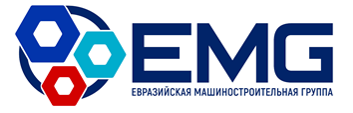 EMG
ЕВРАЗИЙСКАЯ МАШИНОСТРОИТЕЛЬНАЯ ГРУППА